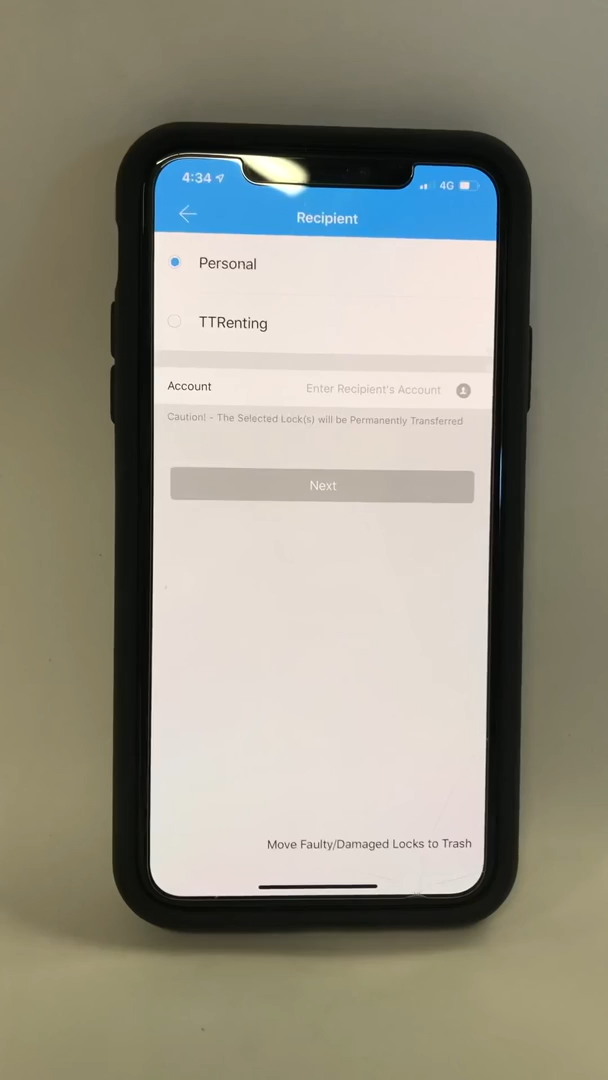 4:34
4G
Recipient
Personal
TTRenting
Account Enter Recipient's Account
Caution! - The Selected Lock(s) will be Permanently Transferred
Next
Move Faulty/Damaged Locks to Trash